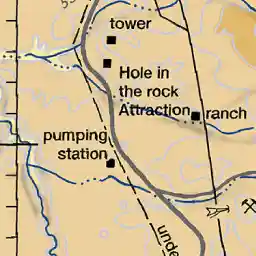 tower
Hole in
the rock
Attraction
ranch
pumping
station
unde